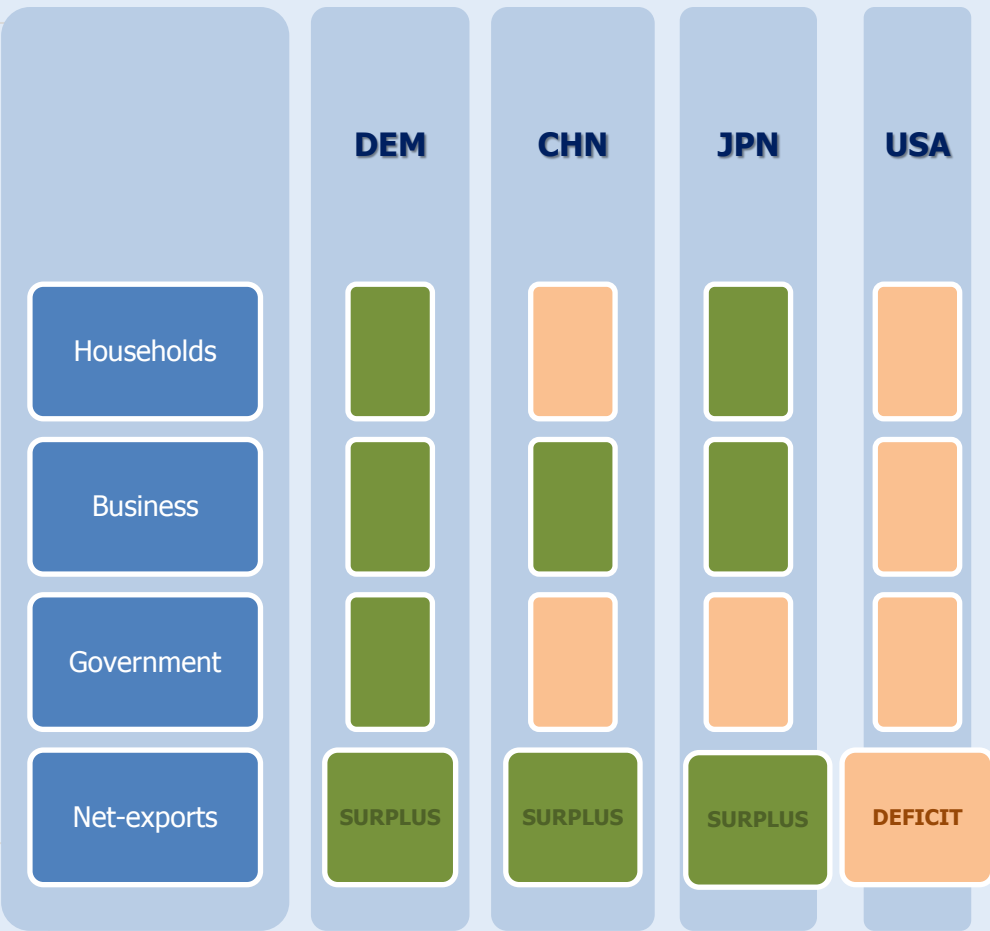 DEM CHN JPN USA
Households
Business
Government
Net-exports SURPLUS SURPLUS SURPLUS DEFICIT